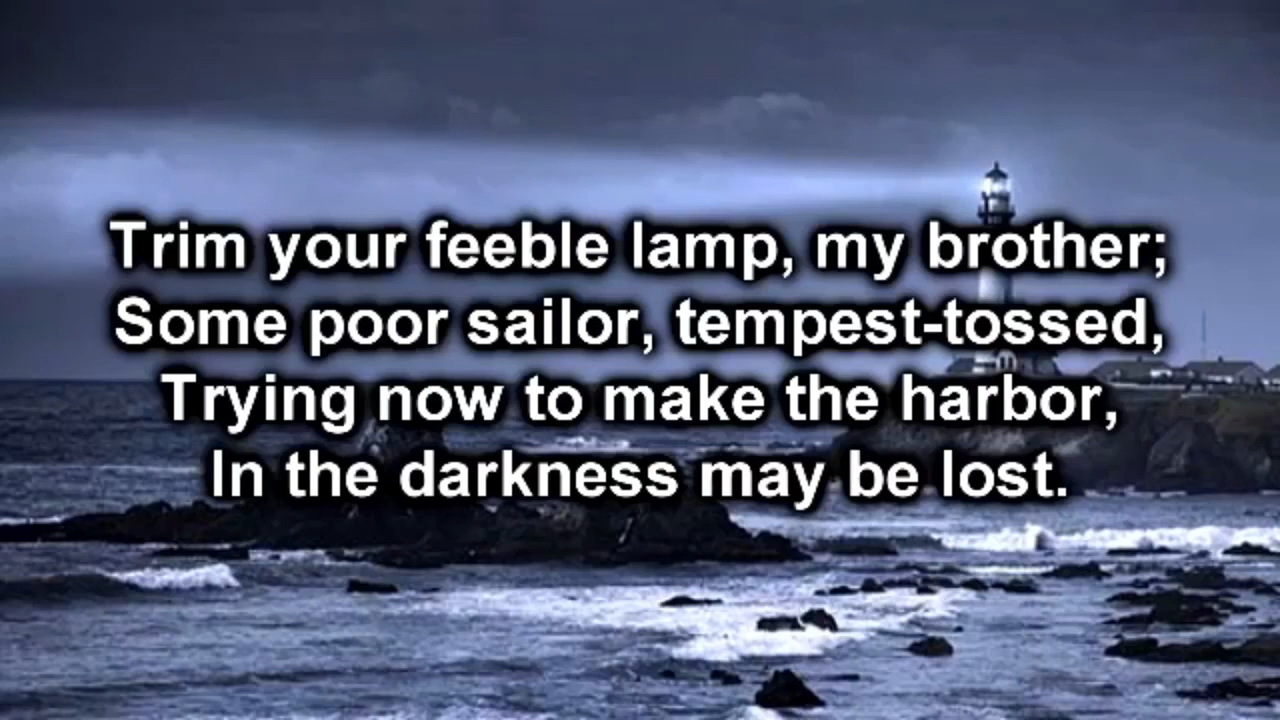 Trim your feeble lamp, my brother;
Some poor sailor, tempest-tossed,
Trying now to make the harbor,
In the darkness may be lost.